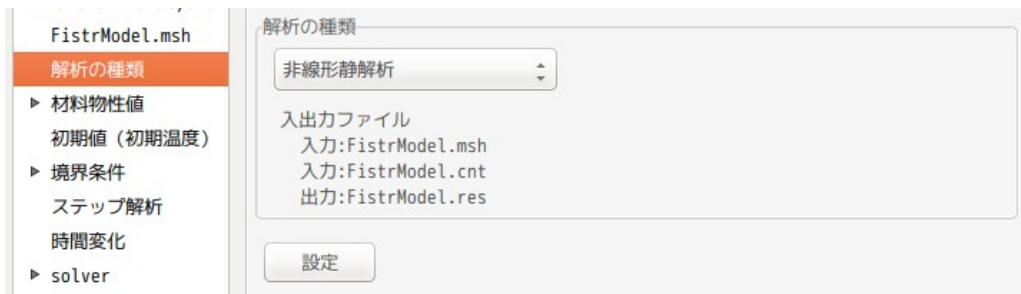 FistrModel.msh
解析の種類
▶ 材料物性値
初期値（初期温度）
▶ 境界条件
ステップ解析
時間変化
▶ solver
解析の種類
非線形静解析
入出力ファイル
入力:FistrModel.msh
入力:FistrModel.cnt
出力:FistrModel.res
設定